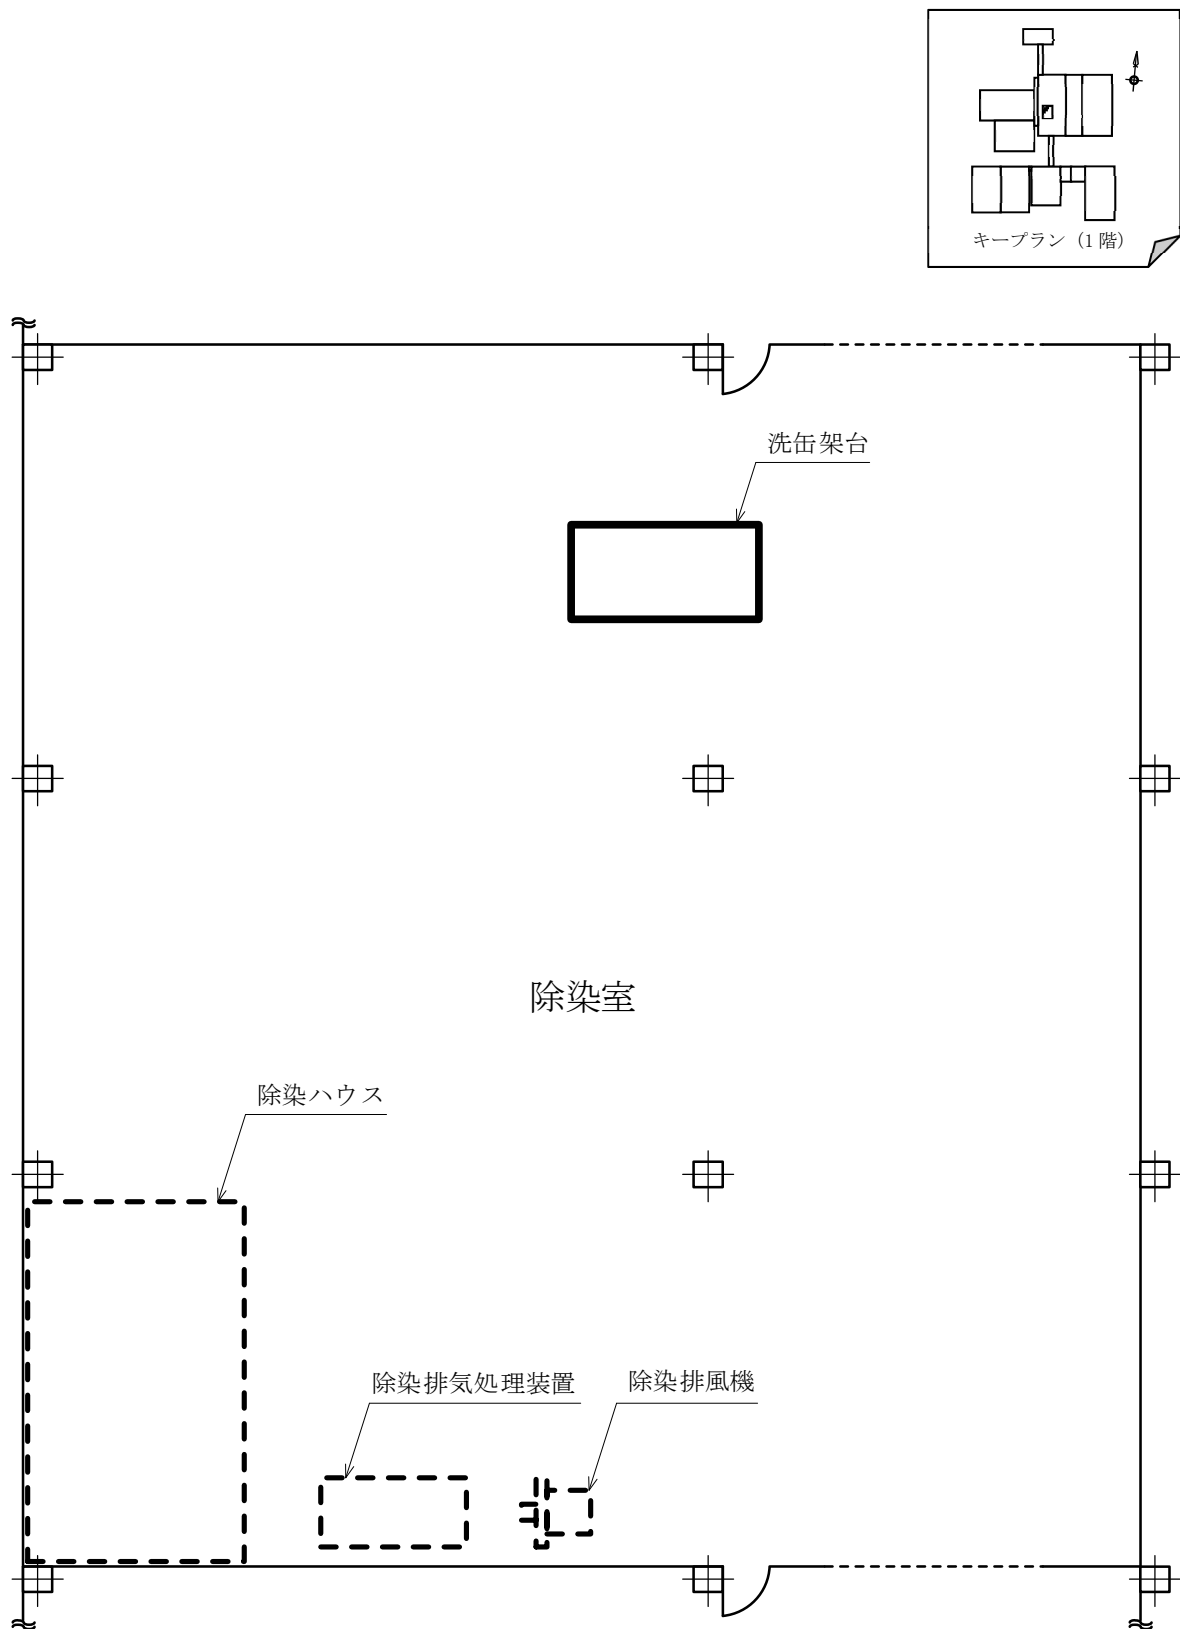 キープラン（1 階）
洗缶架台
除染室
除染ハウス
除染排気処理装置
除染排風機